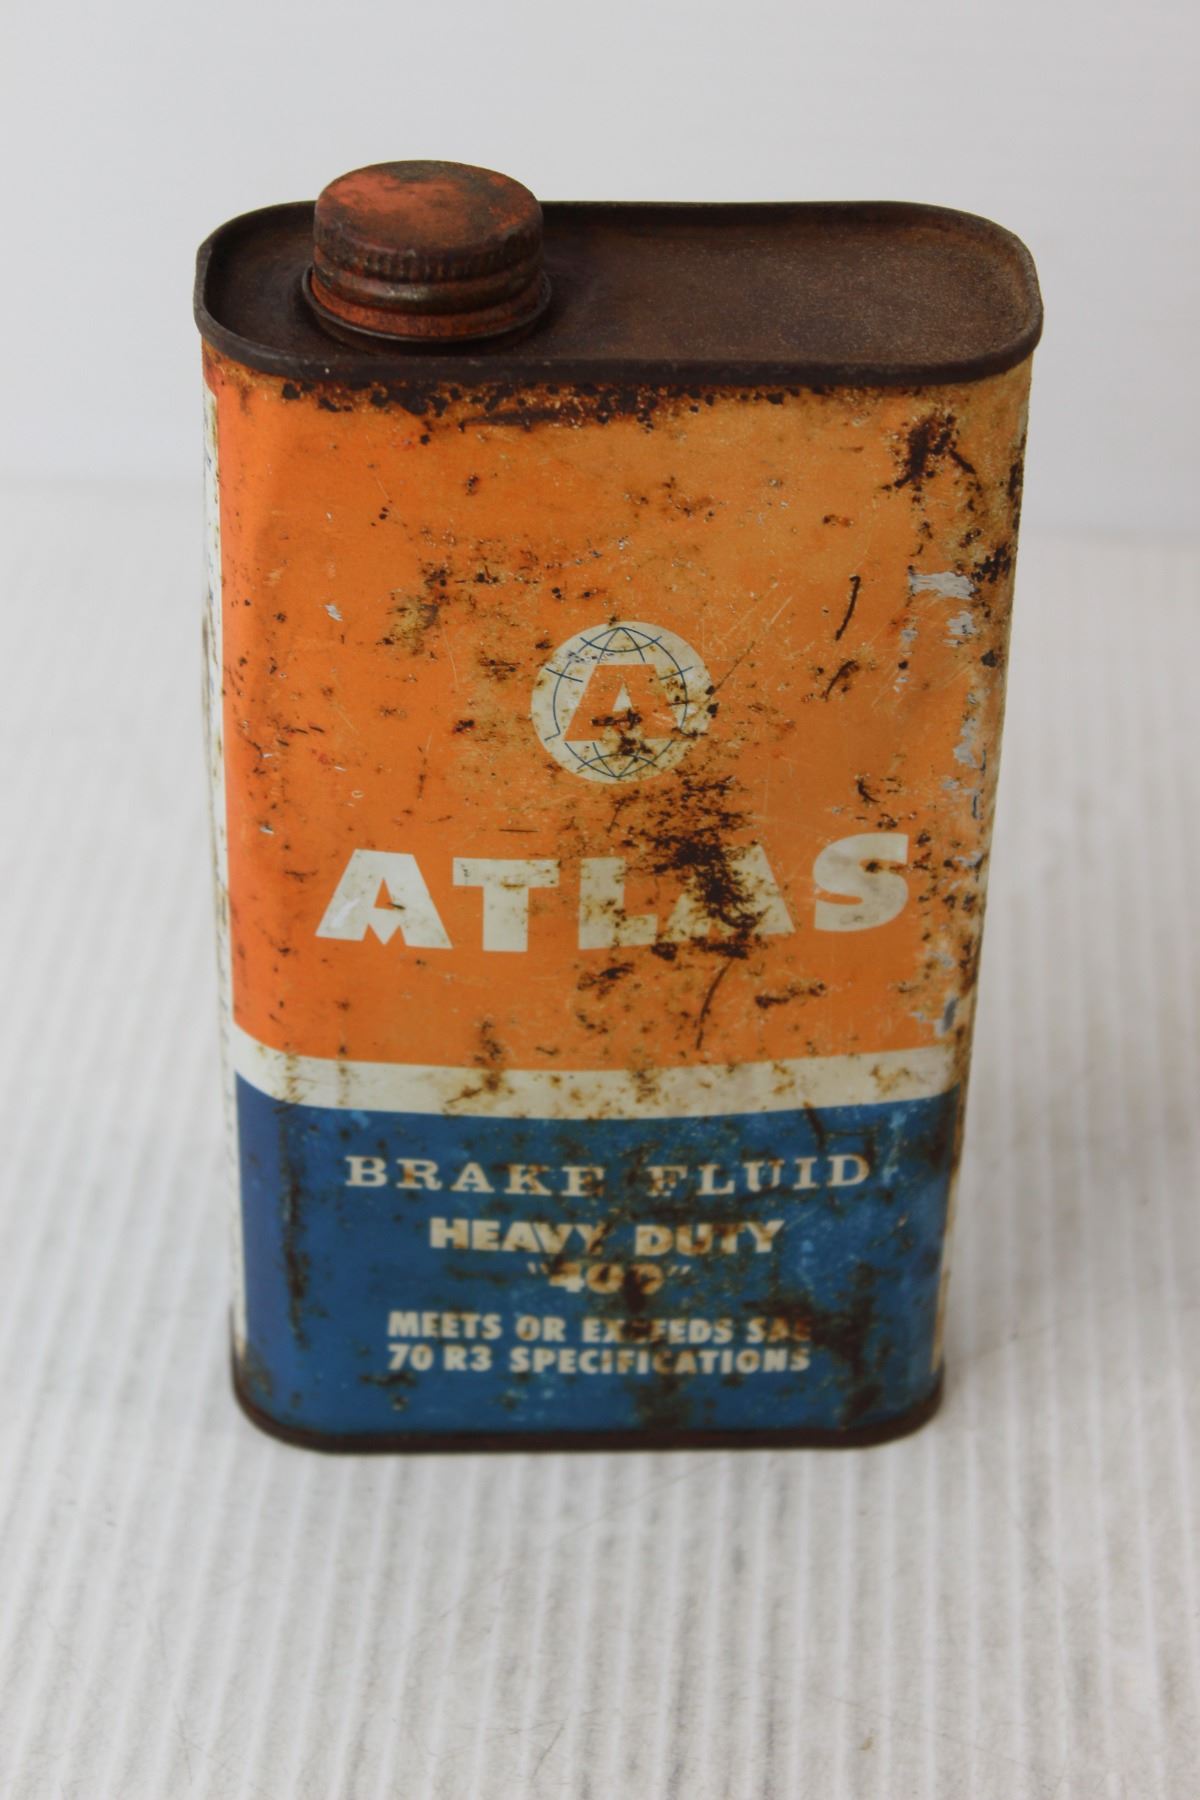 A
ATLAS
BRAKE FLUID
HEAVY DUTY
"400"
MEETS OR EXCEEDS SAE
70 R3 SPECIFICATIONS